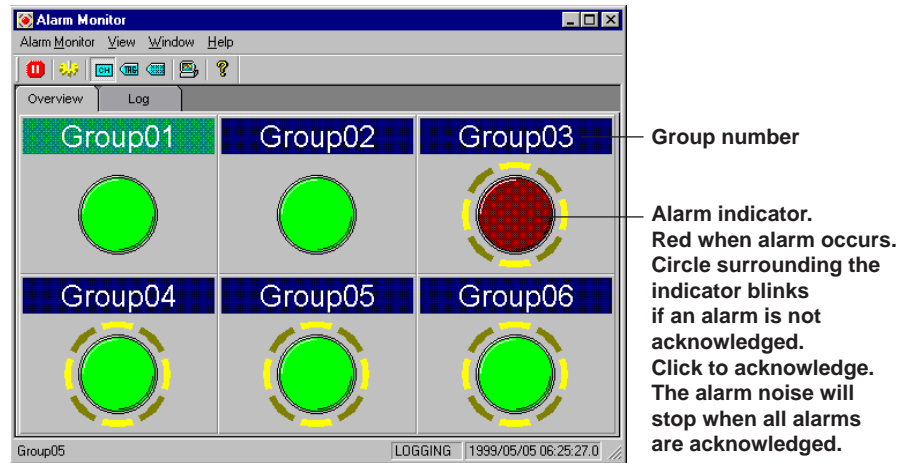 Alarm Monitor
Alarm Monitor View Window Help
CH TRG
Overview Log
Group01 Group02 Group03
Group number
Alarm indicator.
Red when alarm occurs.
Circle surrounding the
indicator blinks
if an alarm is not
acknowledged.
Click to acknowledge.
The alarm noise will
stop when all alarms
are acknowledged.
Group04 Group05 Group06
Group05 LOGGING 1999/05/05 06:25:27.0